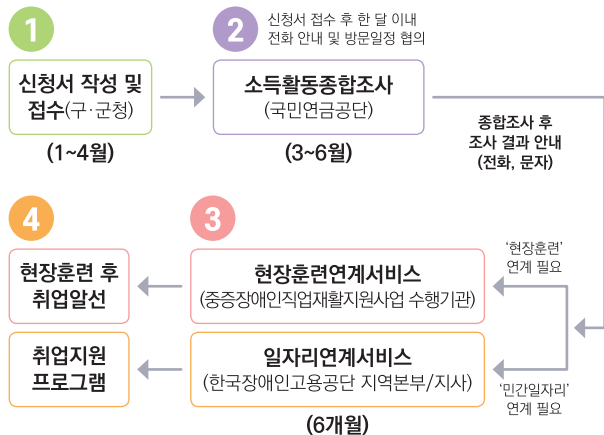 1
신청서 작성 및
접수(구·군청)
(1~4월)
2
신청서 접수 후 한 달 이내
전화 안내 및 방문일정 협의
소득활동종합조사
(국민연금공단)
(3~6월)
종합조사 후
조사 결과 안내
(전화, 문자)
'현장훈련'
연계 필요
'민간일자리'
연계 필요
3
현장훈련연계서비스
(중증장애인직업재활지원사업 수행기관)
일자리연계서비스
(한국장애인고용공단 지역본부/지사)
(6개월)
4
현장훈련 후
취업알선
취업지원
프로그램